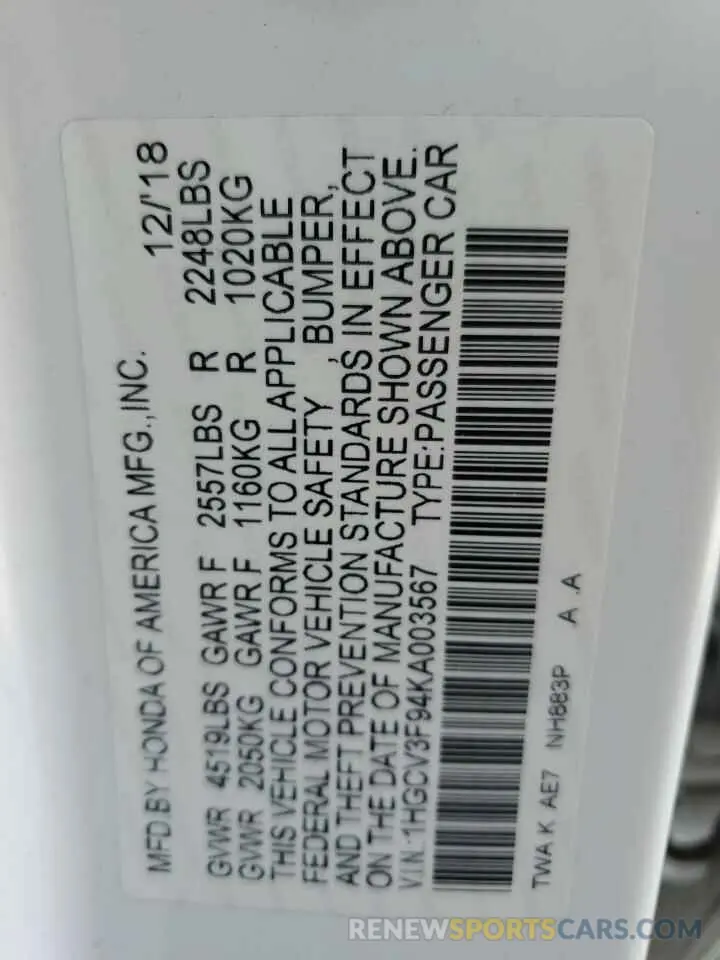 MFD BY HONDA OF AMERICA MFG.,INC. 12/'18
GVWR 4519LBS GAWR F 2557LBS R 2248LBS
GVWR 2050KG GAWR F 1160KG R 1020KG
THIS VEHICLE CONFORMS TO ALL APPLICABLE
FEDERAL MOTOR VEHICLE SAFETY , BUMPER,
AND THEFT PREVENTION STANDARDS IN EFFECT
ON THE DATE OF MANUFACTURE SHOWN ABOVE.
VIN:1HGCV3F94KA003567 TYPE:PASSENGER CAR
TWA K AE7 NH883P A .A
RENEWSPORTSCARS.COM